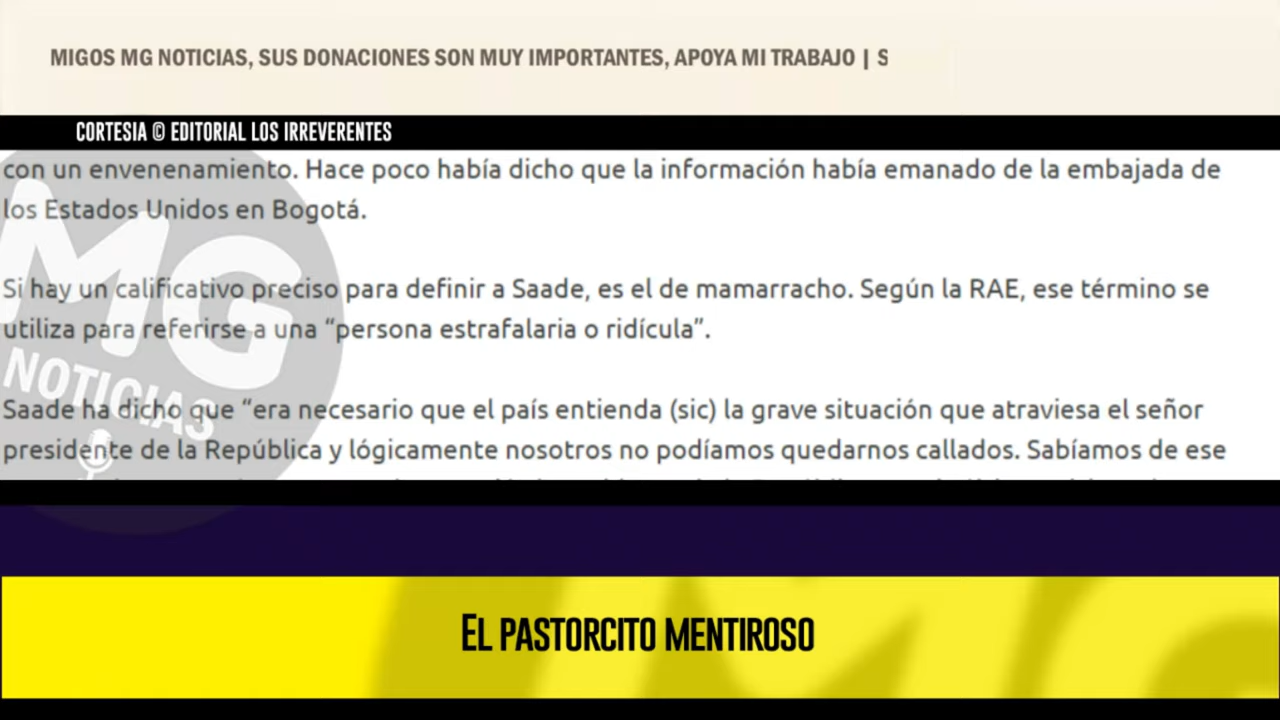 MIGOS MG NOTICIAS, SUS DONACIONES SON MUY IMPORTANTES, APOYA MI TRABAJO | S
CORTESIA © EDITORIAL LOS IRREVERENTES
con un envenenamiento. Hace poco había dicho que la información había emanado de la embajada de
los Estados Unidos en Bogotá.
Si hay un calificativo preciso para definir a Saade, es el de mamarracho. Según la RAE, ese término se
utiliza para referirse a una “persona estrafalaria o ridícula”.
Saade ha dicho que “era necesario que el país entienda (sic) la grave situación que atraviesa el señor
presidente de la República y lógicamente nosotros no podíamos quedarnos callados. Sabíamos de ese
MG
NOTICIAS
EL PASTORCITO MENTIROSO